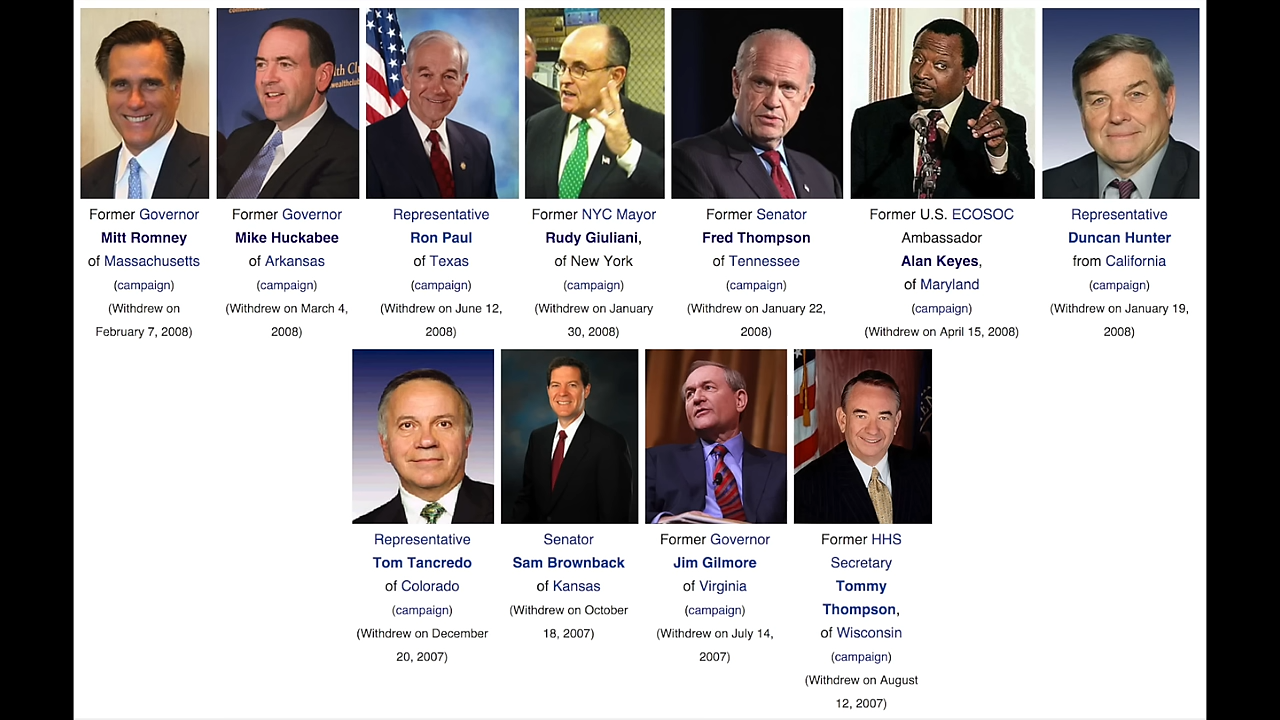 Former Governor
Mitt Romney
of Massachusetts
(campaign)
(Withdrew on
February 7, 2008)
Former Governor
Mike Huckabee
of Arkansas
(campaign)
(Withdrew on March 4,
2008)
Representative
Ron Paul
of Texas
(campaign)
(Withdrew on June 12,
2008)
Former NYC Mayor
Rudy Giuliani,
of New York
(campaign)
(Withdrew on January
30, 2008)
Former Senator
Fred Thompson
of Tennessee
(campaign)
(Withdrew on January 22,
2008)
Former U.S. ECOSOC
Ambassador
Alan Keyes,
of Maryland
(campaign)
(Withdrew on April 15, 2008)
Representative
Duncan Hunter
from California
(campaign)
(Withdrew on January 19,
2008)
Representative
Tom Tancredo
of Colorado
(campaign)
(Withdrew on December
20, 2007)
Senator
Sam Brownback
of Kansas
(Withdrew on October
18, 2007)
Former Governor
Jim Gilmore
of Virginia
(campaign)
(Withdrew on July 14,
2007)
Former HHS
Secretary
Tommy
Thompson,
of Wisconsin
(campaign)
(Withdrew on August
12, 2007)